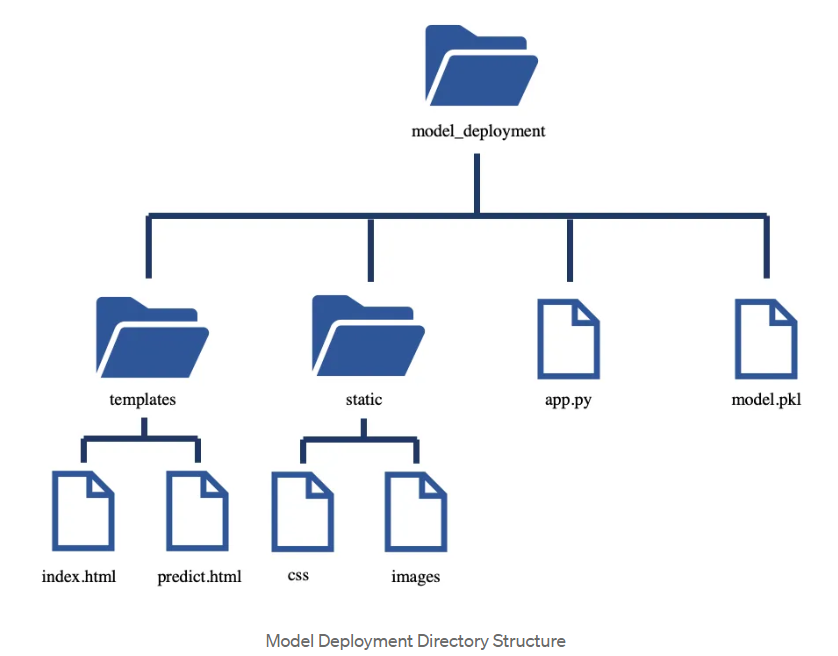 model_deployment
templates
static
app.py
model.pkl
index.html
predict.html
css
images
Model Deployment Directory Structure